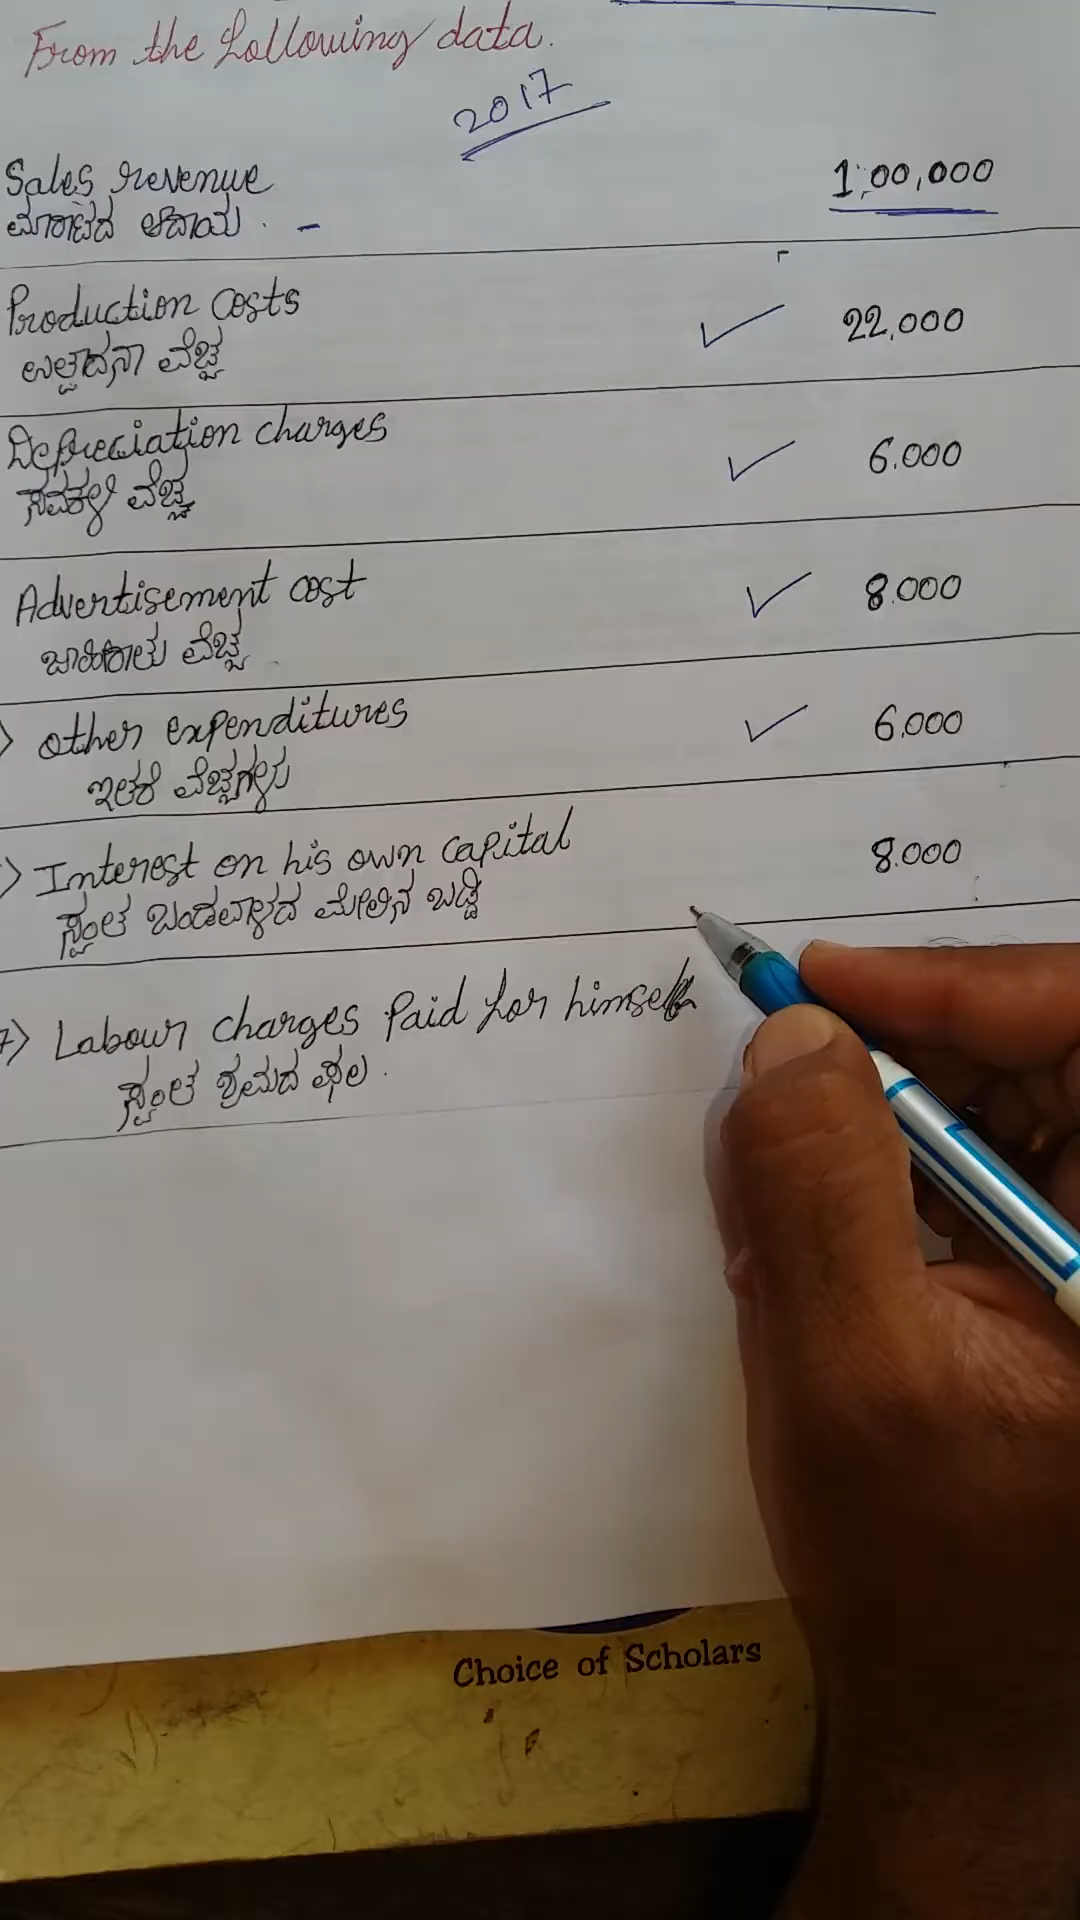 From the following data.
2017
Sales revenue 1,00,000
ಮಾರಾಟದ ಆದಾಯ. -
Production costs 22,000
ಉತ್ಪಾದನಾ ವೆಚ್ಚ
Depreciation charges 6.000
ಸವಕಳಿ ವೆಚ್ಚ
Advertisement cost 8.000
ಜಾಹೀರಾತು ವೆಚ್ಚ
> other expenditures 6.000
ಇತರೆ ವೆಚ್ಚಗಳು
> Interest on his own capital 8.000
ಸ್ವಂತ ಬಂಡವಾಳದ ಮೇಲಿನ ಬಡ್ಡಿ
7> Labour charges paid for himself
ಸ್ವಂತ ಶ್ರಮದ ಫಲ.
Choice of Scholars